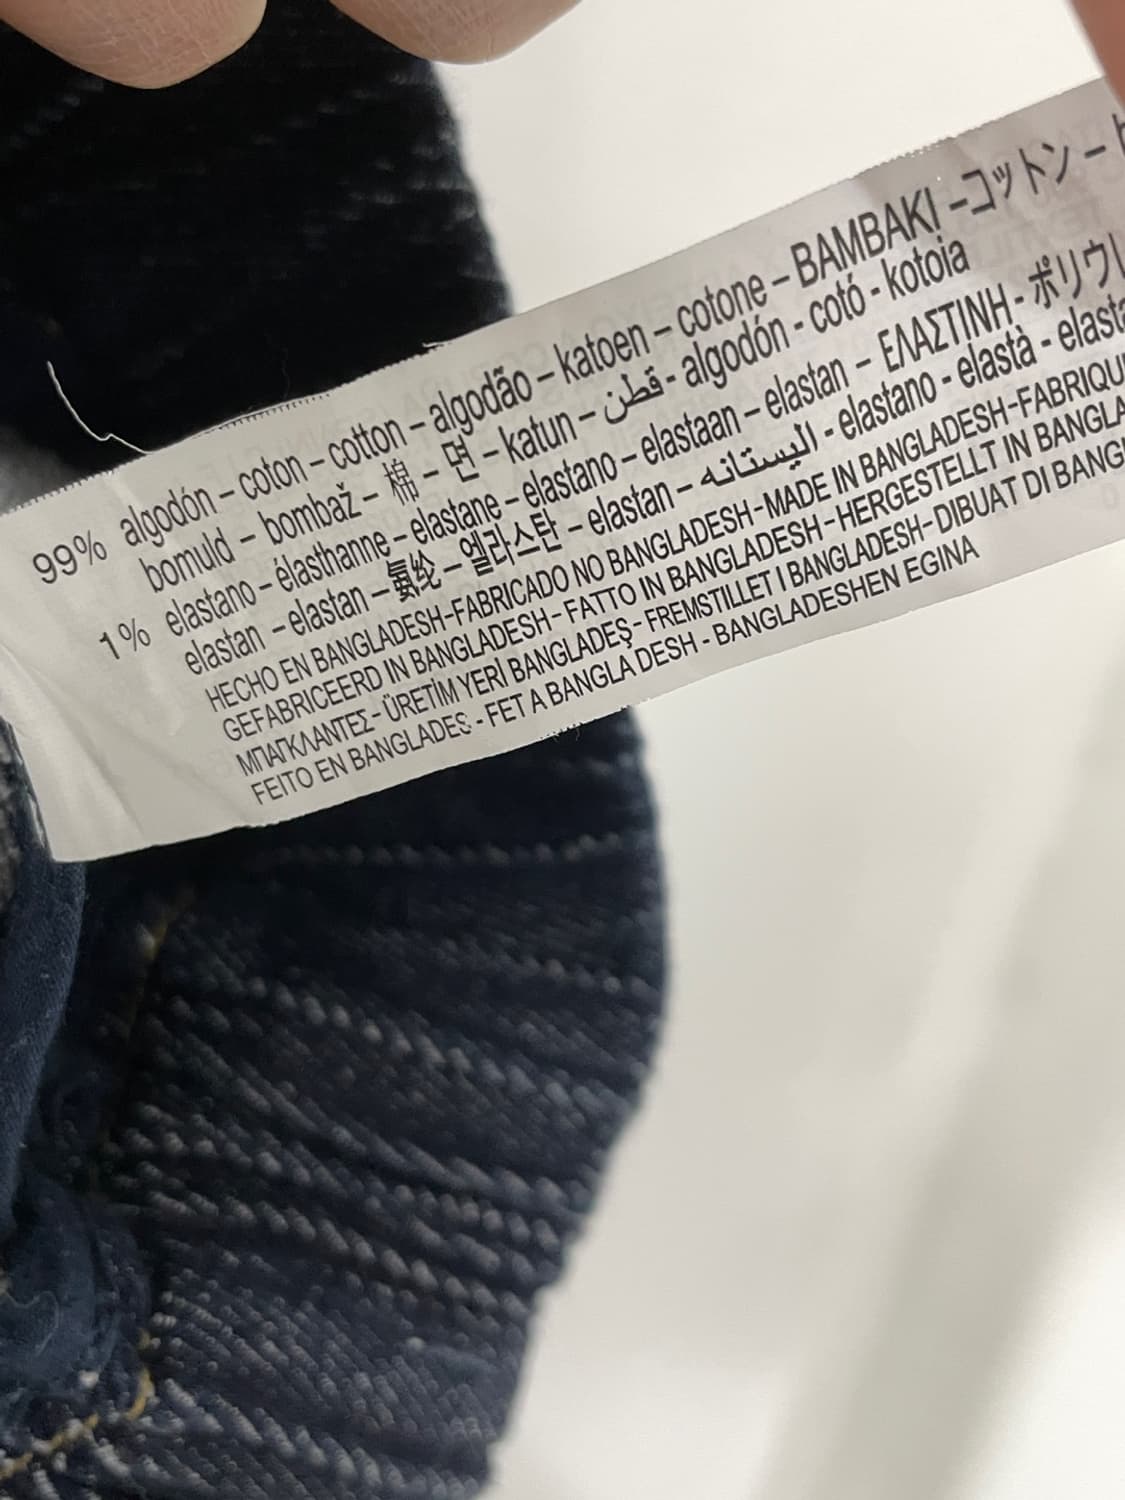 99% algodón – coton – cotton – algodão – katoen – cotone – BAMBAKI – コットン –
bomuld – bombaž – 棉 – 면 – katun – قطن - algodón - cotó - kotoia
1% elastano – élasthanne – elastane – elastano – elastaan – elastan – ΕΛΑΣΤΙΝΗ - ポリウレ
elastan – elastan – 氨纶 – 엘라스탄 – elastan – اليستانه - elastano - elastà - elasta
HECHO EN BANGLADESH-FABRICADO NO BANGLADESH-MADE IN BANGLADESH-FABRIQU
GEFABRICEERD IN BANGLADESH - FATTO IN BANGLADESH - HERGESTELLT IN BANGLA
ΜΠΑΓΚΛΑΝΤΕΣ - ÜRETİM YERİ BANGLADEŞ - FREMSTILLET I BANGLADESH - DIBUAT DI BANG
FEITO EN BANGLADES - FET A BANGLA DESH - BANGLADESHEN EGINA